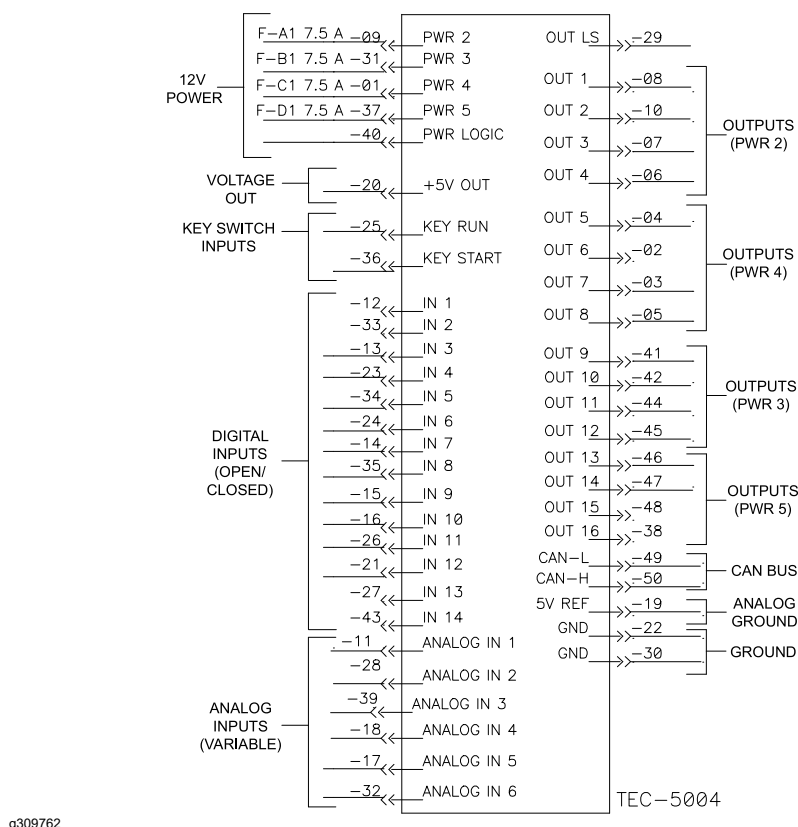 12V
POWER
F-A1 7.5 A -09 PWR 2
F-B1 7.5 A -31 PWR 3
F-C1 7.5 A -01 PWR 4
F-D1 7.5 A -37 PWR 5
-40 PWR LOGIC
VOLTAGE
OUT
-20 +5V OUT
KEY SWITCH
INPUTS
-25 KEY RUN
-36 KEY START
DIGITAL
INPUTS
(OPEN/
CLOSED)
-12 IN 1
-33 IN 2
-13 IN 3
-23 IN 4
-34 IN 5
-24 IN 6
-14 IN 7
-35 IN 8
-15 IN 9
-16 IN 10
-26 IN 11
-21 IN 12
-27 IN 13
-43 IN 14
ANALOG
INPUTS
(VARIABLE)
-11 ANALOG IN 1
-28 ANALOG IN 2
-39 ANALOG IN 3
-18 ANALOG IN 4
-17 ANALOG IN 5
-32 ANALOG IN 6
OUT LS -29
OUT 1 -08
OUT 2 -10
OUT 3 -07
OUT 4 -06
OUTPUTS
(PWR 2)
OUT 5 -04
OUT 6 -02
OUT 7 -03
OUT 8 -05
OUTPUTS
(PWR 4)
OUT 9 -41
OUT 10 -42
OUT 11 -44
OUT 12 -45
OUTPUTS
(PWR 3)
OUT 13 -46
OUT 14 -47
OUT 15 -48
OUT 16 -38
OUTPUTS
(PWR 5)
CAN-L -49
CAN-H -50
CAN BUS
5V REF -19
ANALOG
GROUND
GND -22
GND -30
GROUND
TEC-5004
g309762